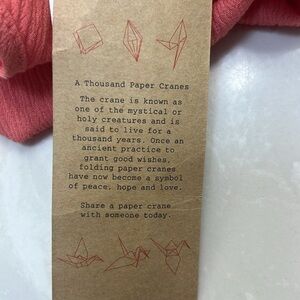 A Thousand Paper Cranes
The crane is known as
one of the mystical or
holy creatures and is
said to live for a
thousand years. Once an
ancient practice to
grant good wishes,
folding paper cranes
have now become a symbol
of peace, hope and love.
Share a paper crane
with someone today.